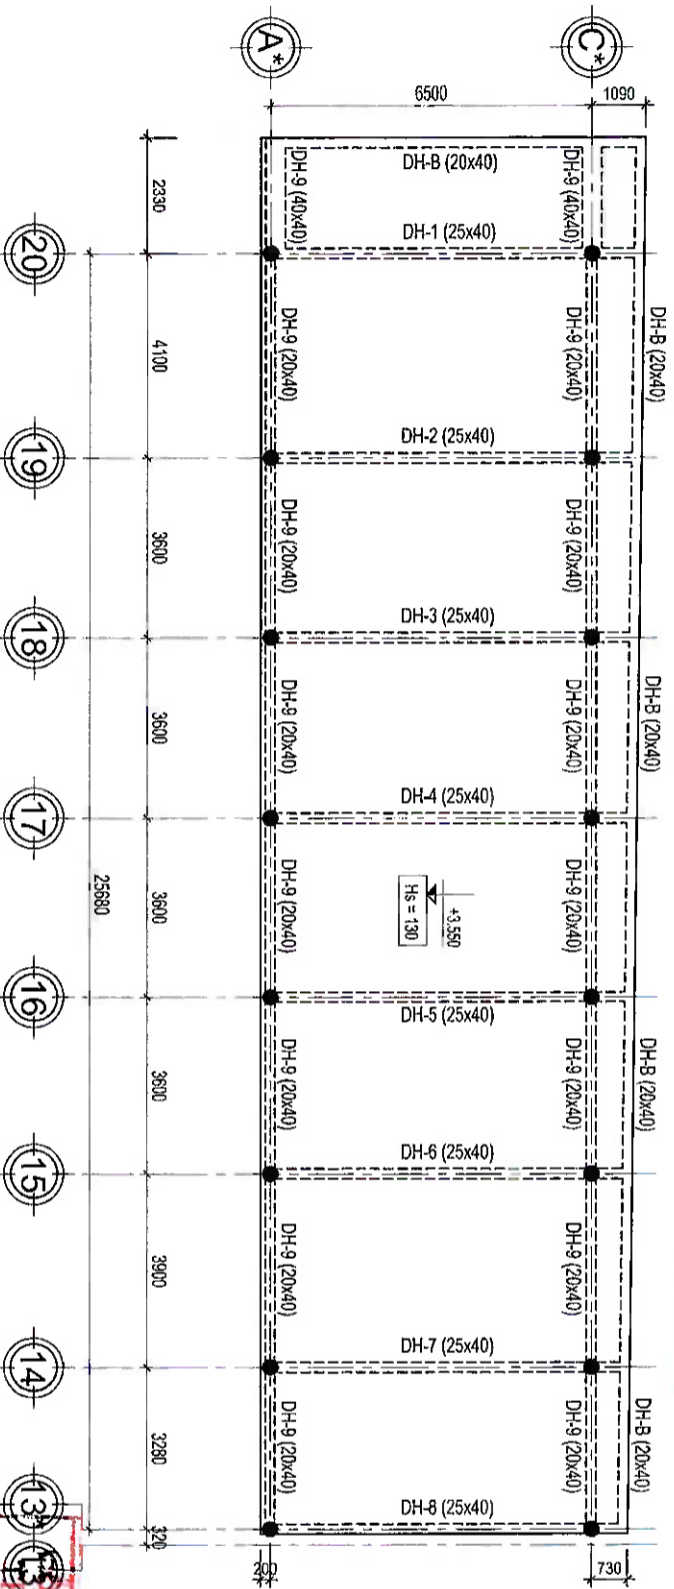 A*
C*
6500
1090
2330
DH-9 (40x40)
DH-B (20x40)
DH-9 (40x40)
DH-1 (25x40)
20
4100
DH-9 (20x40)
DH-9 (20x40)
DH-B (20x40)
DH-2 (25x40)
19
3600
DH-9 (20x40)
DH-9 (20x40)
DH-3 (25x40)
18
3600
DH-9 (20x40)
DH-9 (20x40)
DH-B (20x40)
DH-4 (25x40)
17
25680
3600
DH-9 (20x40)
Hs = 130
+3.550
DH-9 (20x40)
16
DH-5 (25x40)
3600
DH-9 (20x40)
DH-9 (20x40)
DH-B (20x40)
DH-6 (25x40)
15
3900
DH-9 (20x40)
DH-9 (20x40)
DH-7 (25x40)
14
3280
DH-9 (20x40)
DH-9 (20x40)
DH-B (20x40)
DH-8 (25x40)
13*
320
13
200
730